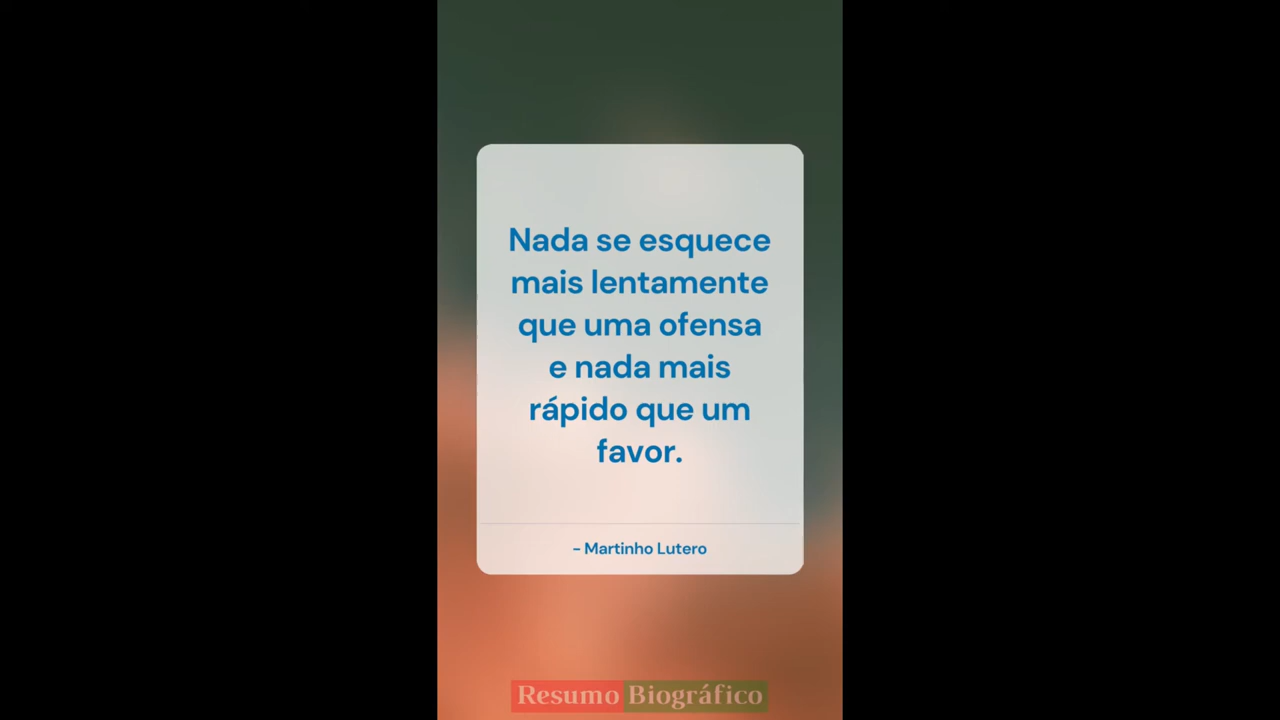 Nada se esquece
mais lentamente
que uma ofensa
e nada mais
rápido que um
favor.
- Martinho Lutero
Resumo Biográfico